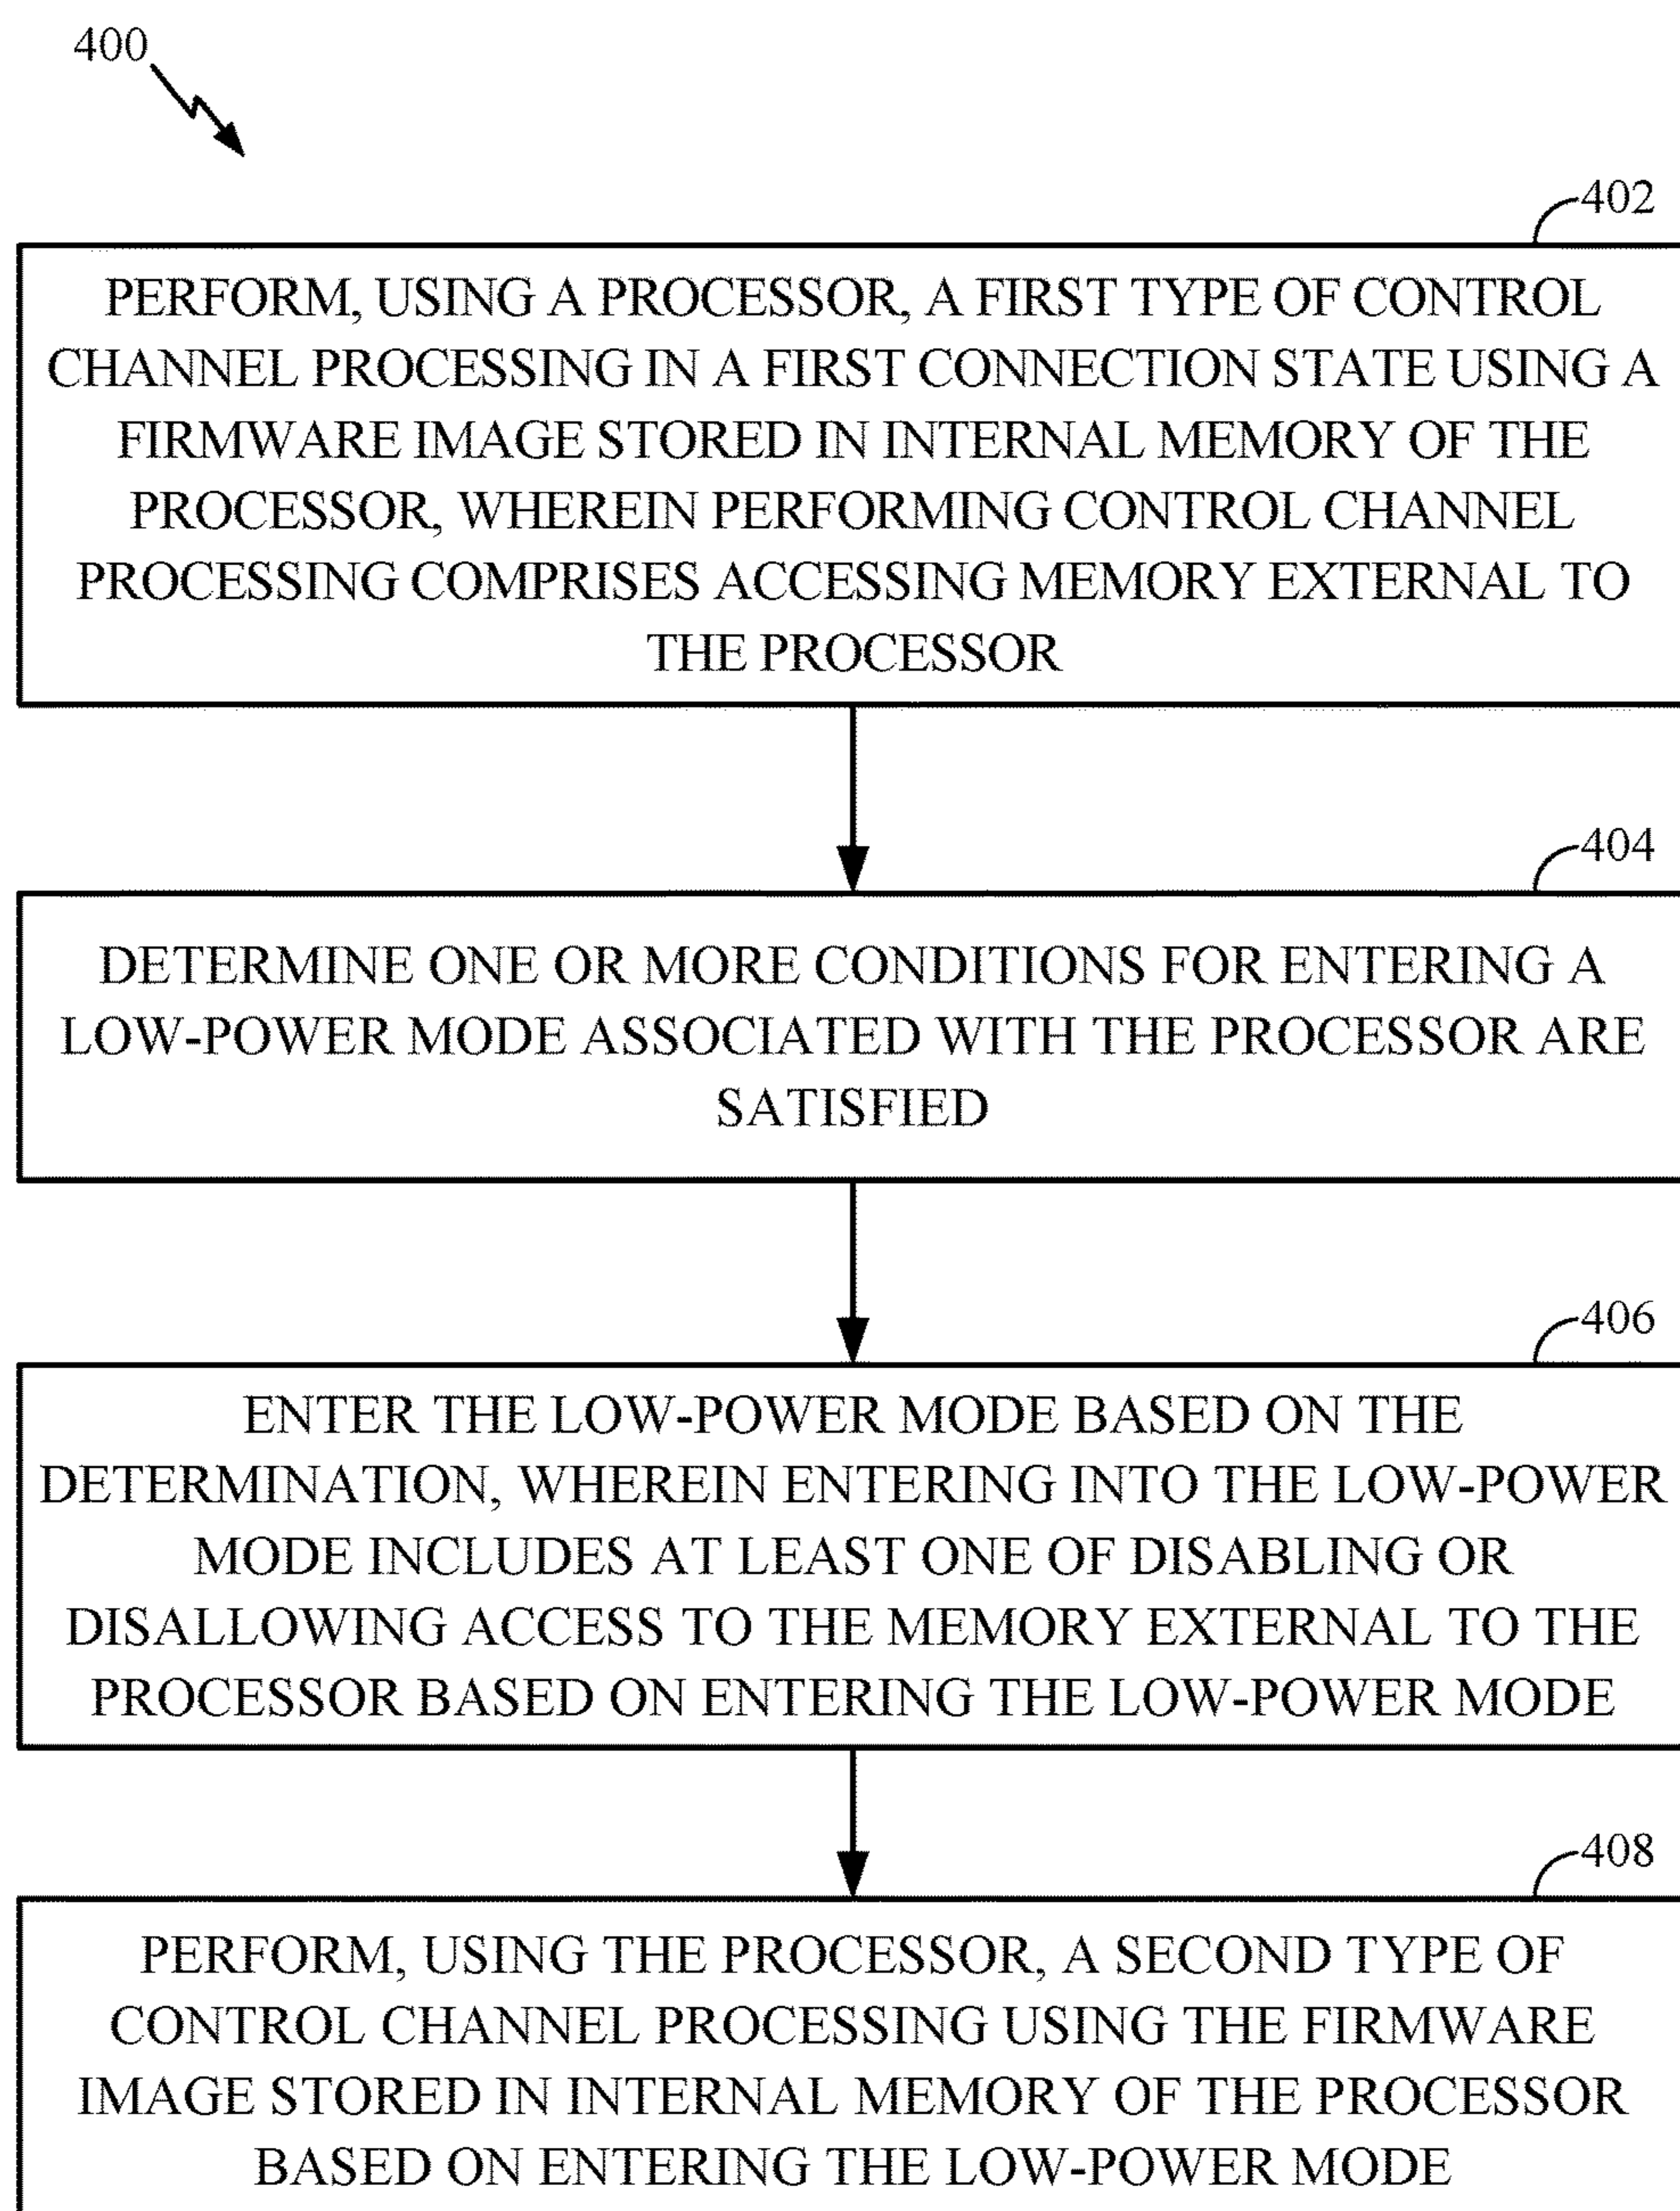 400
402
PERFORM, USING A PROCESSOR, A FIRST TYPE OF CONTROL
CHANNEL PROCESSING IN A FIRST CONNECTION STATE USING A
FIRMWARE IMAGE STORED IN INTERNAL MEMORY OF THE
PROCESSOR, WHEREIN PERFORMING CONTROL CHANNEL
PROCESSING COMPRISES ACCESSING MEMORY EXTERNAL TO
THE PROCESSOR
404
DETERMINE ONE OR MORE CONDITIONS FOR ENTERING A
LOW-POWER MODE ASSOCIATED WITH THE PROCESSOR ARE
SATISFIED
406
ENTER THE LOW-POWER MODE BASED ON THE
DETERMINATION, WHEREIN ENTERING INTO THE LOW-POWER
MODE INCLUDES AT LEAST ONE OF DISABLING OR
DISALLOWING ACCESS TO THE MEMORY EXTERNAL TO THE
PROCESSOR BASED ON ENTERING THE LOW-POWER MODE
408
PERFORM, USING THE PROCESSOR, A SECOND TYPE OF
CONTROL CHANNEL PROCESSING USING THE FIRMWARE
IMAGE STORED IN INTERNAL MEMORY OF THE PROCESSOR
BASED ON ENTERING THE LOW-POWER MODE